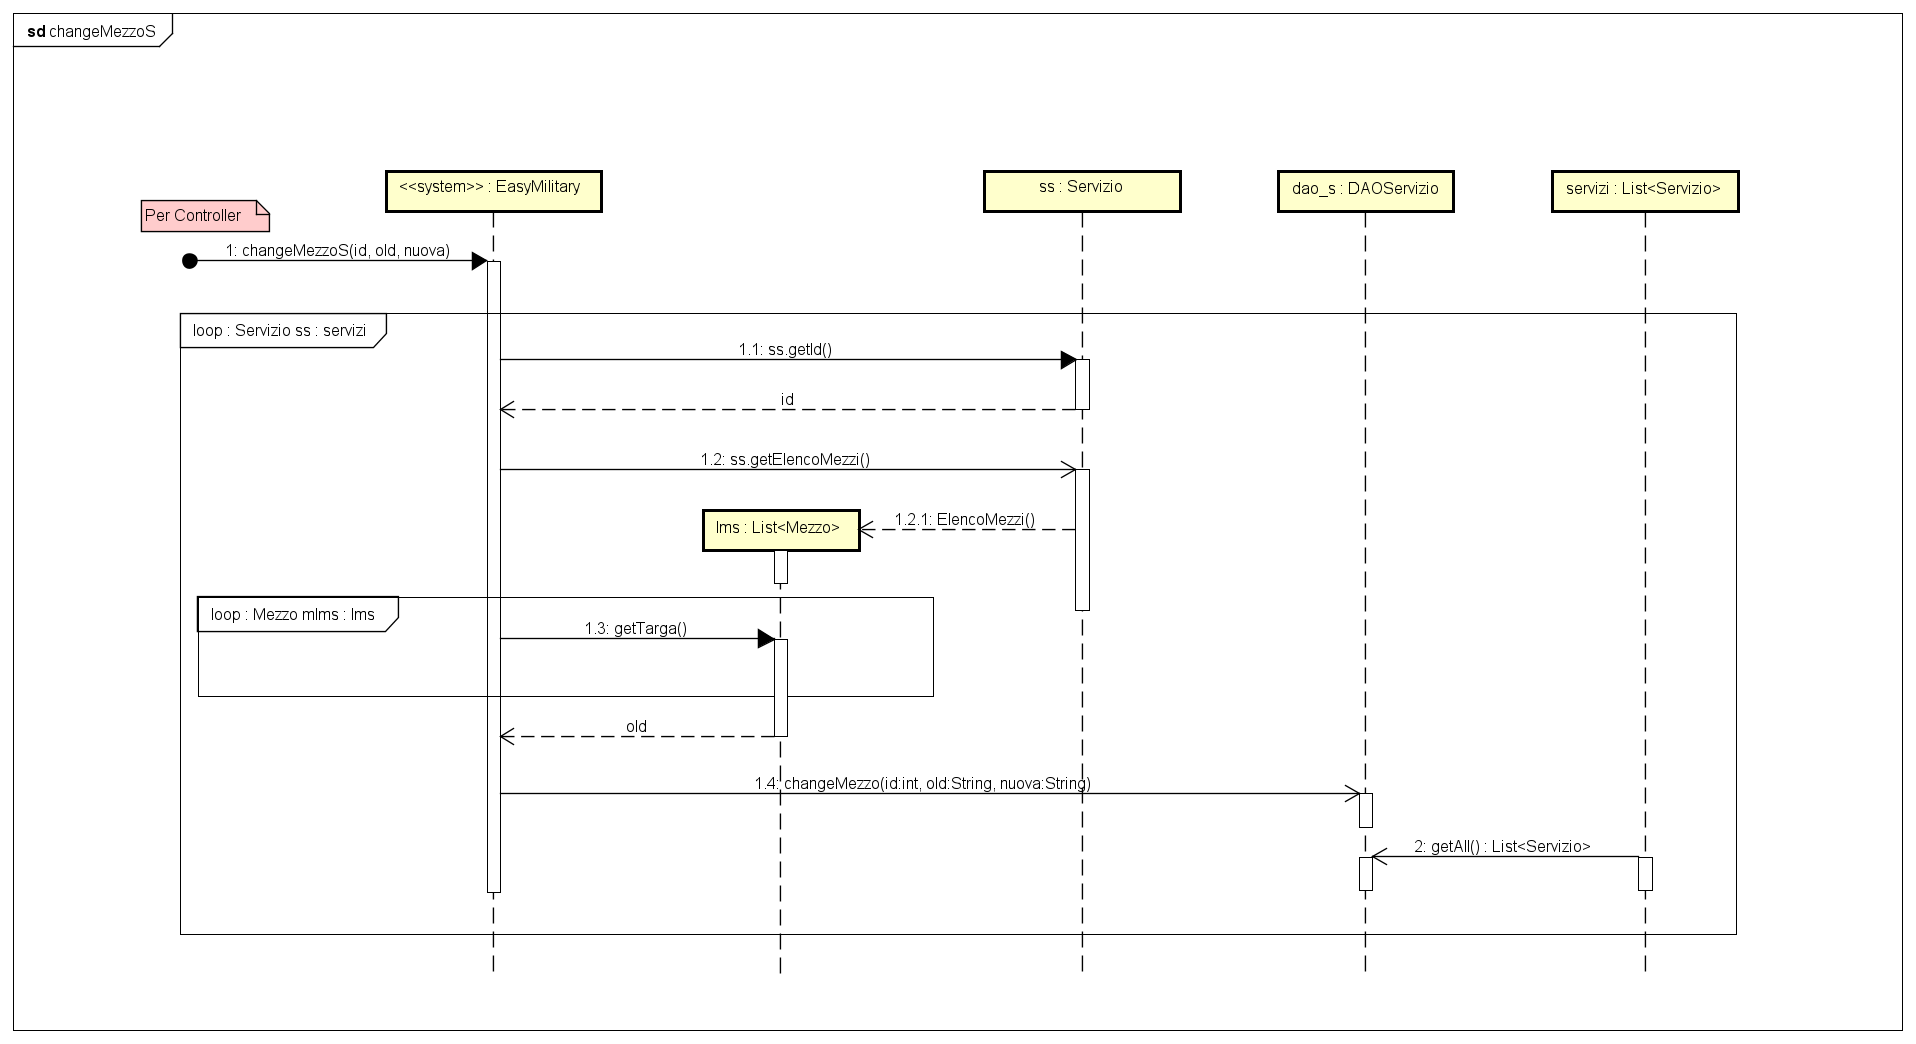 sd changeMezzoS
<<system>> : EasyMilitary
ss : Servizio
dao_s : DAOServizio
servizi : List<Servizio>
Per Controller
1: changeMezzoS(id, old, nuova)
loop : Servizio ss : servizi
1.1: ss.getId()
id
1.2: ss.getElencoMezzi()
1.2.1: ElencoMezzi()
lms : List<Mezzo>
loop : Mezzo mlms : lms
1.3: getTarga()
old
1.4: changeMezzo(id:int, old:String, nuova:String)
2: getAll() : List<Servizio>